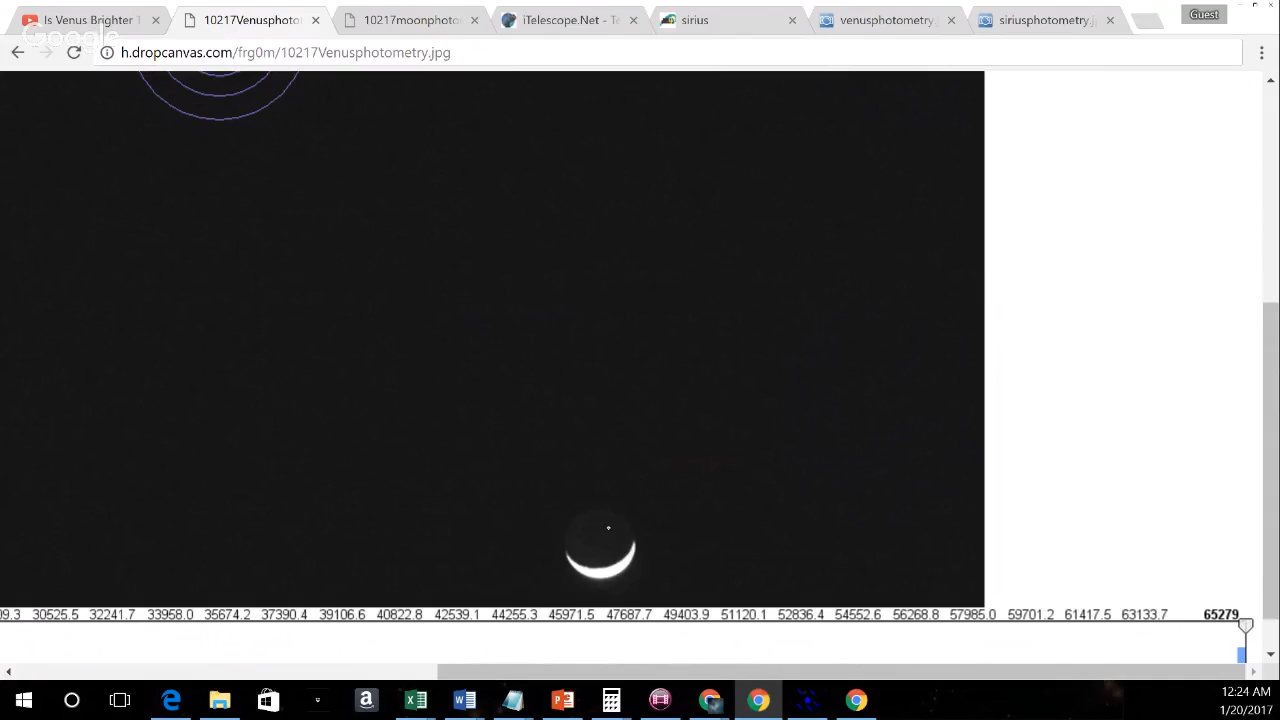 Is Venus Brighter T
10217Venusphoto
10217moonphoto
iTelescope.Net - Te
sirius
venusphotometry
siriusphotometry.
Guest
Google
h.dropcanvas.com/frg0m/10217Venusphotometry.jpg
09.3 30525.5 32241.7 33958.0 35674.2 37390.4 39106.6 40822.8 42539.1 44255.3 45971.5 47687.7 49403.9 51120.1 52836.4 54552.6 56268.8 57985.0 59701.2 61417.5 63133.7 65279
12:24 AM
1/20/2017